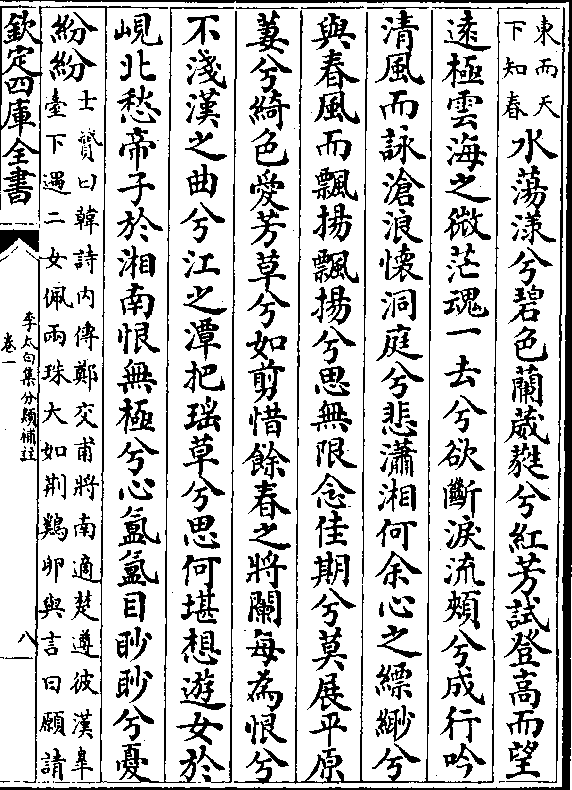 東而天
下知春
水蕩漾兮碧色蘭葳蕤兮紅芳試登高而望
遠極雲海之微茫魂一去兮欲斷淚流頰兮成行吟
清風而詠滄浪懷洞庭兮悲瀟湘何余心之縹緲兮
與春風而飄揚飄揚兮思無限念佳期兮莫展平原
萋兮綺色愛芳草兮如剪惜餘春之將闌每為恨兮
不淺漢之曲兮江之潭把瑶草兮思何堪想遊女於
峴北愁帝子於湘南恨無極兮心氳氳目眇眇兮憂
紛紛
士贇曰韓詩内傳鄭交甫將南適楚遵彼漢臯
臺下遇二女佩兩珠大如荆鷄卵與言曰願請
欽定四庫全書
李太白集分類補註
卷一
八